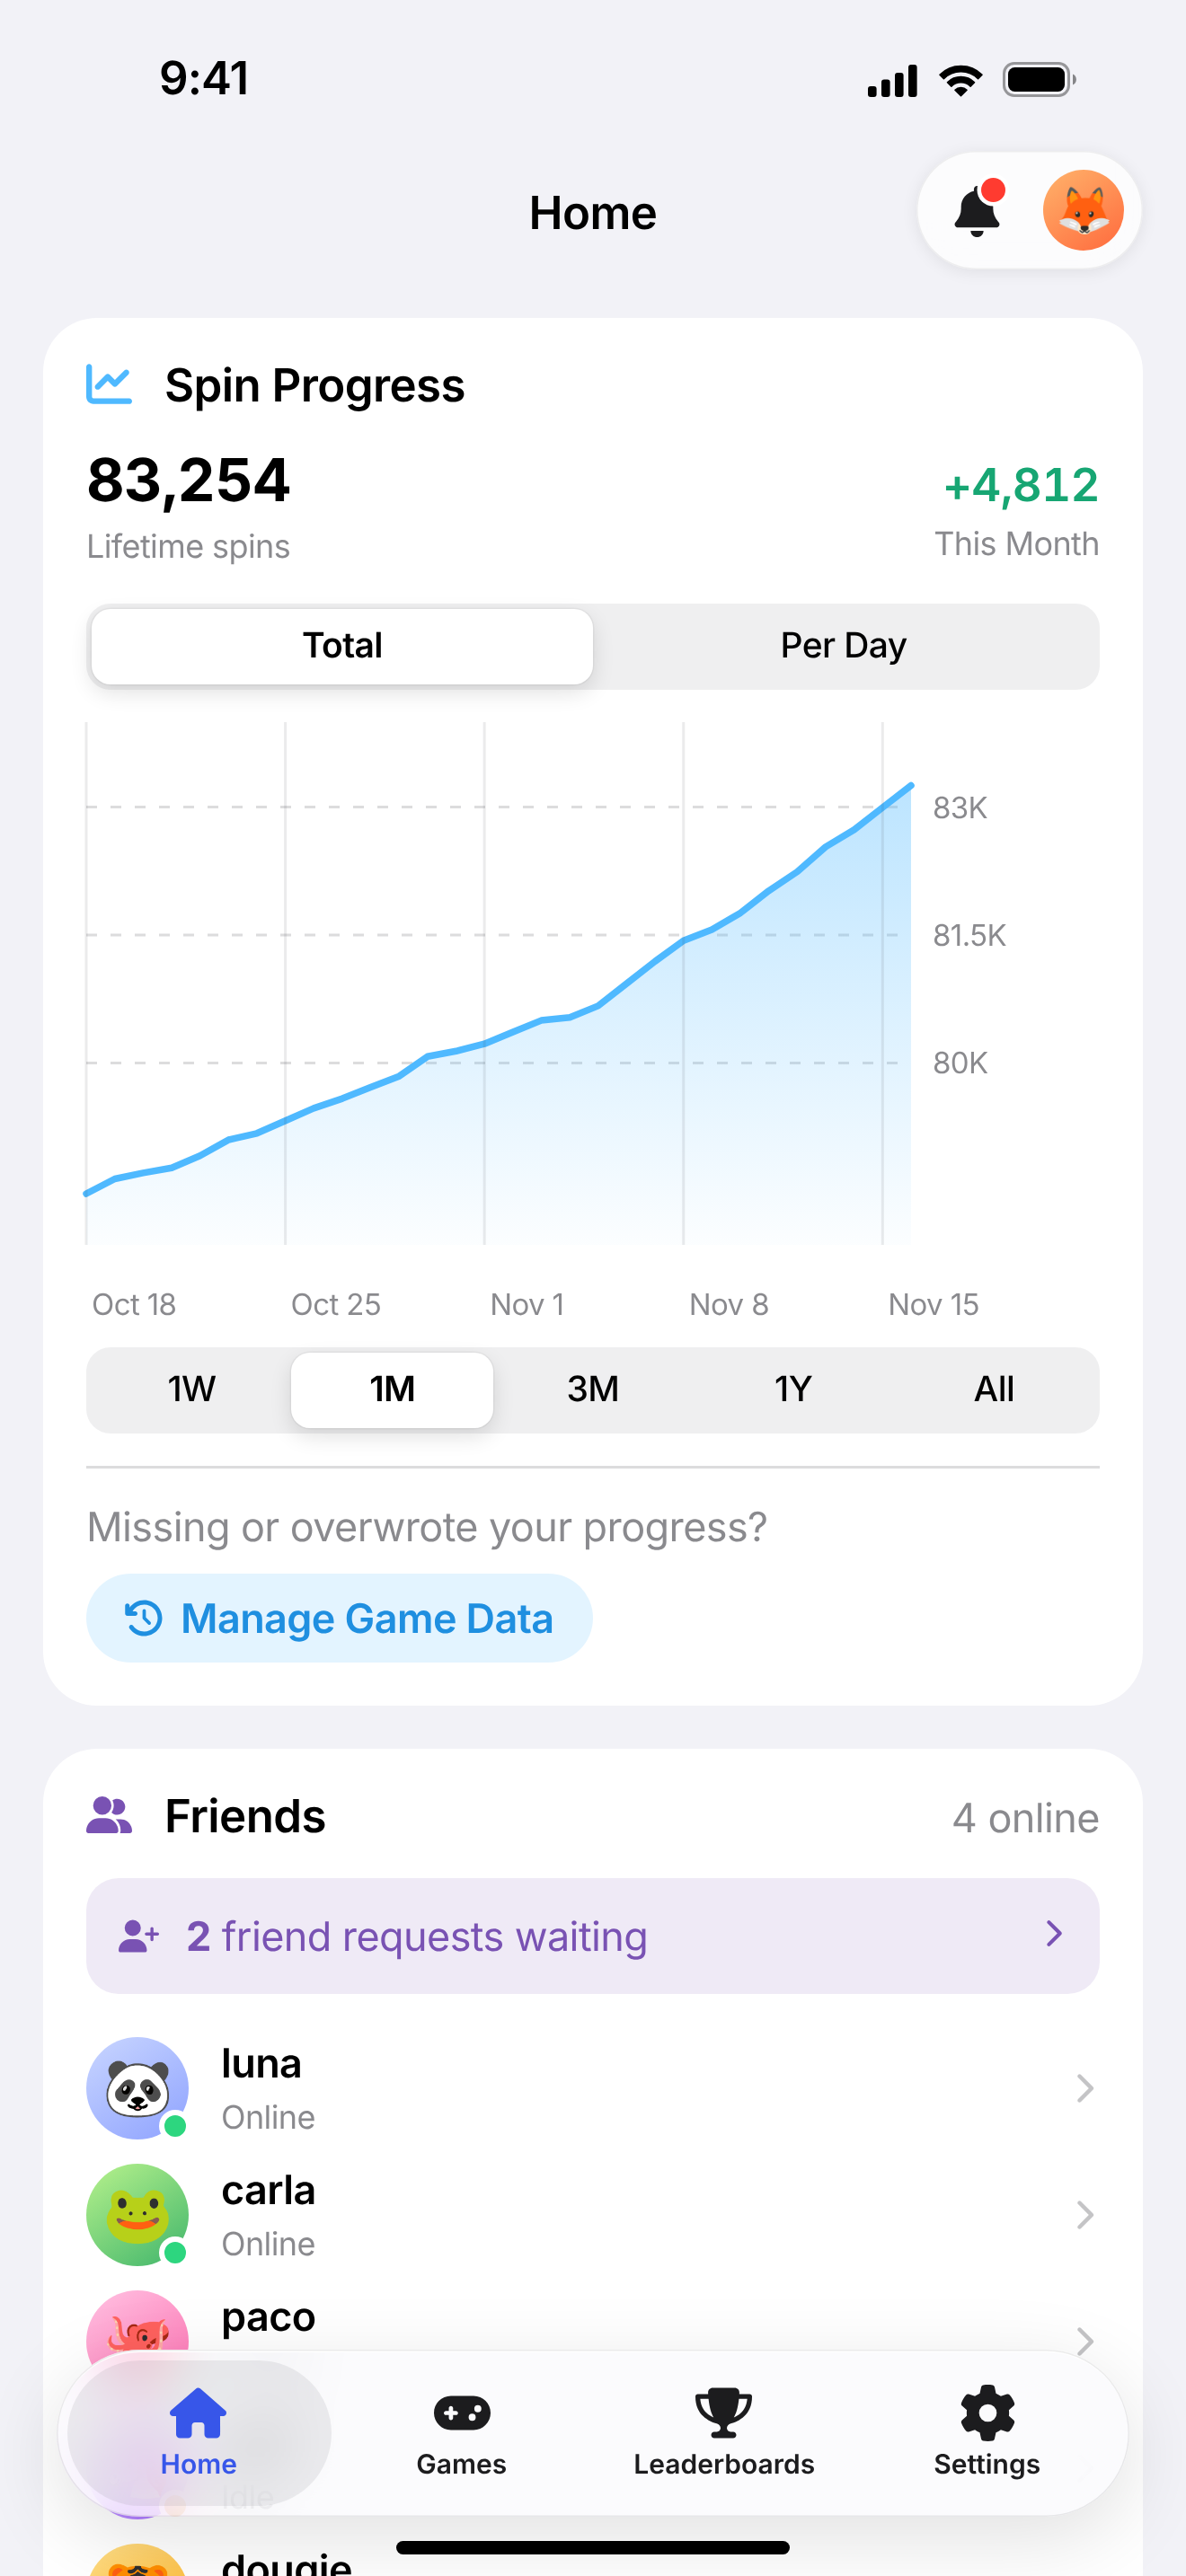 9:41
Home
Spin Progress
83,254
+4,812
Lifetime spins
This Month
Total
Per Day
83K
81.5K
80K
Oct 18
Oct 25
Nov 1
Nov 8
Nov 15
1W
1M
3M
1Y
All
Missing or overwrote your progress?
Manage Game Data
Friends
4 online
2 friend requests waiting
luna
Online
carla
Online
paco
Idle
Home
Games
Leaderboards
Settings
dougie